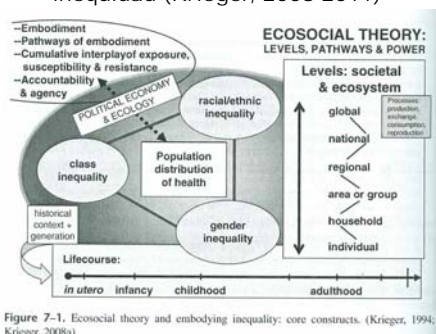 Inequidad (Krieger, 2008-2011)
--Embodiment
--Pathways of embodiment
--Cumulative interplayof exposure,
susceptibility & resistance
--Accountability
& agency
POLITICAL ECONOMY
& ECOLOGY
racial/ethnic
inequality
class
inequality
Population
distribution
of health
gender
inequality
historical
context +
generation
ECOSOCIAL THEORY:
LEVELS, PATHWAYS & POWER
Levels: societal
& ecosystem
Processes:
production,
exchange,
consumption,
reproduction
global
national
regional
area or group
household
individual
Lifecourse:
in utero infancy childhood adulthood
Figure 7–1. Ecosocial theory and embodying inequality: core constructs. (Krieger, 1994;
Krieger, 2008a)